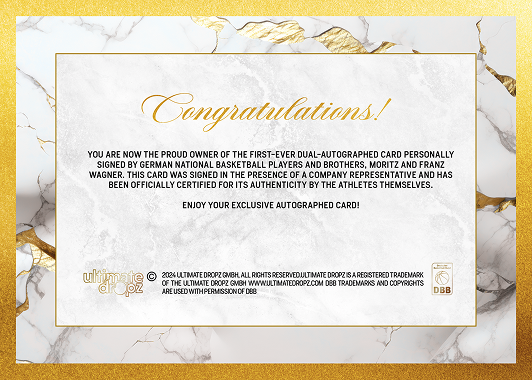 Congratulations!
YOU ARE NOW THE PROUD OWNER OF THE FIRST-EVER DUAL-AUTOGRAPHED CARD PERSONALLY
SIGNED BY GERMAN NATIONAL BASKETBALL PLAYERS AND BROTHERS, MORITZ AND FRANZ
WAGNER. THIS CARD WAS SIGNED IN THE PRESENCE OF A COMPANY REPRESENTATIVE AND HAS
BEEN OFFICIALLY CERTIFIED FOR ITS AUTHENTICITY BY THE ATHLETES THEMSELVES.
ENJOY YOUR EXCLUSIVE AUTOGRAPHED CARD!
ultimate
dropz
© 2024 ULTIMATE DROPZ GMBH. ALL RIGHTS RESERVED.ULTIMATE DROPZ IS A REGISTERED TRADEMARK
OF THE ULTIMATE DROPZ GMBH WWW.ULTIMATEDROPZ.COM DBB TRADEMARKS AND COPYRIGHTS
ARE USED WITH PERMISSION OF DBB
DBB